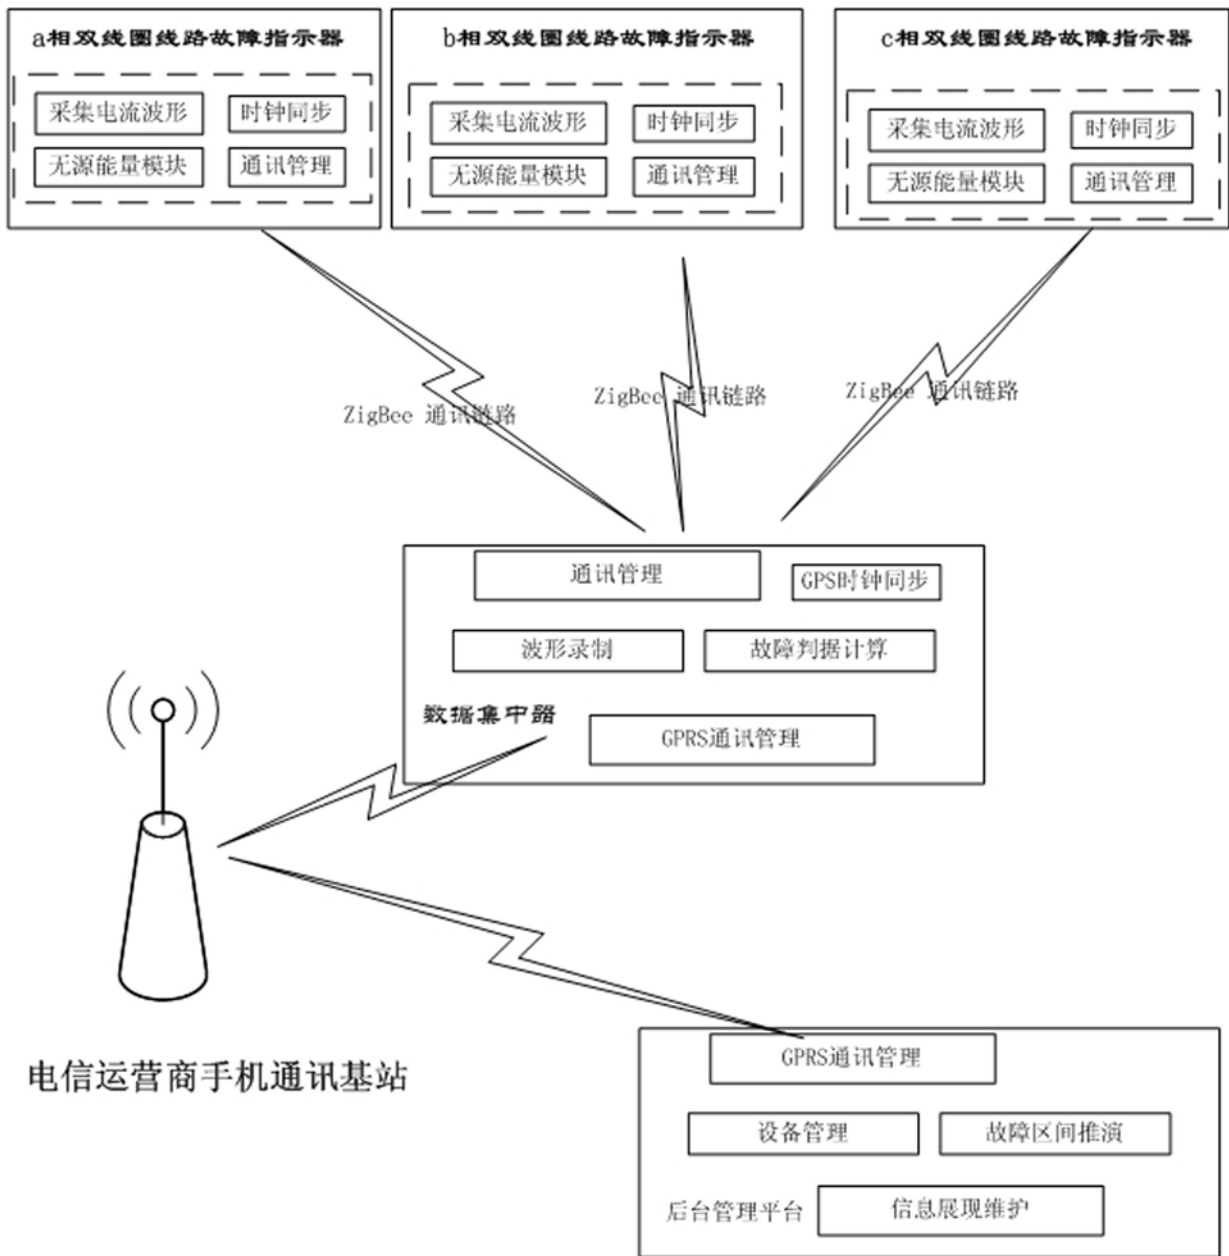 a相双线圈线路故障指示器
采集电流波形
时钟同步
无源能量模块
通讯管理
b相双线圈线路故障指示器
采集电流波形
时钟同步
无源能量模块
通讯管理
c相双线圈线路故障指示器
采集电流波形
时钟同步
无源能量模块
通讯管理
ZigBee 通讯链路
ZigBee 通讯链路
ZigBee 通讯链路
通讯管理
GPS时钟同步
波形录制
故障判据计算
数据集中器
GPRS通讯管理
电信运营商手机通讯基站
GPRS通讯管理
设备管理
故障区间推演
后台管理平台
信息展现维护